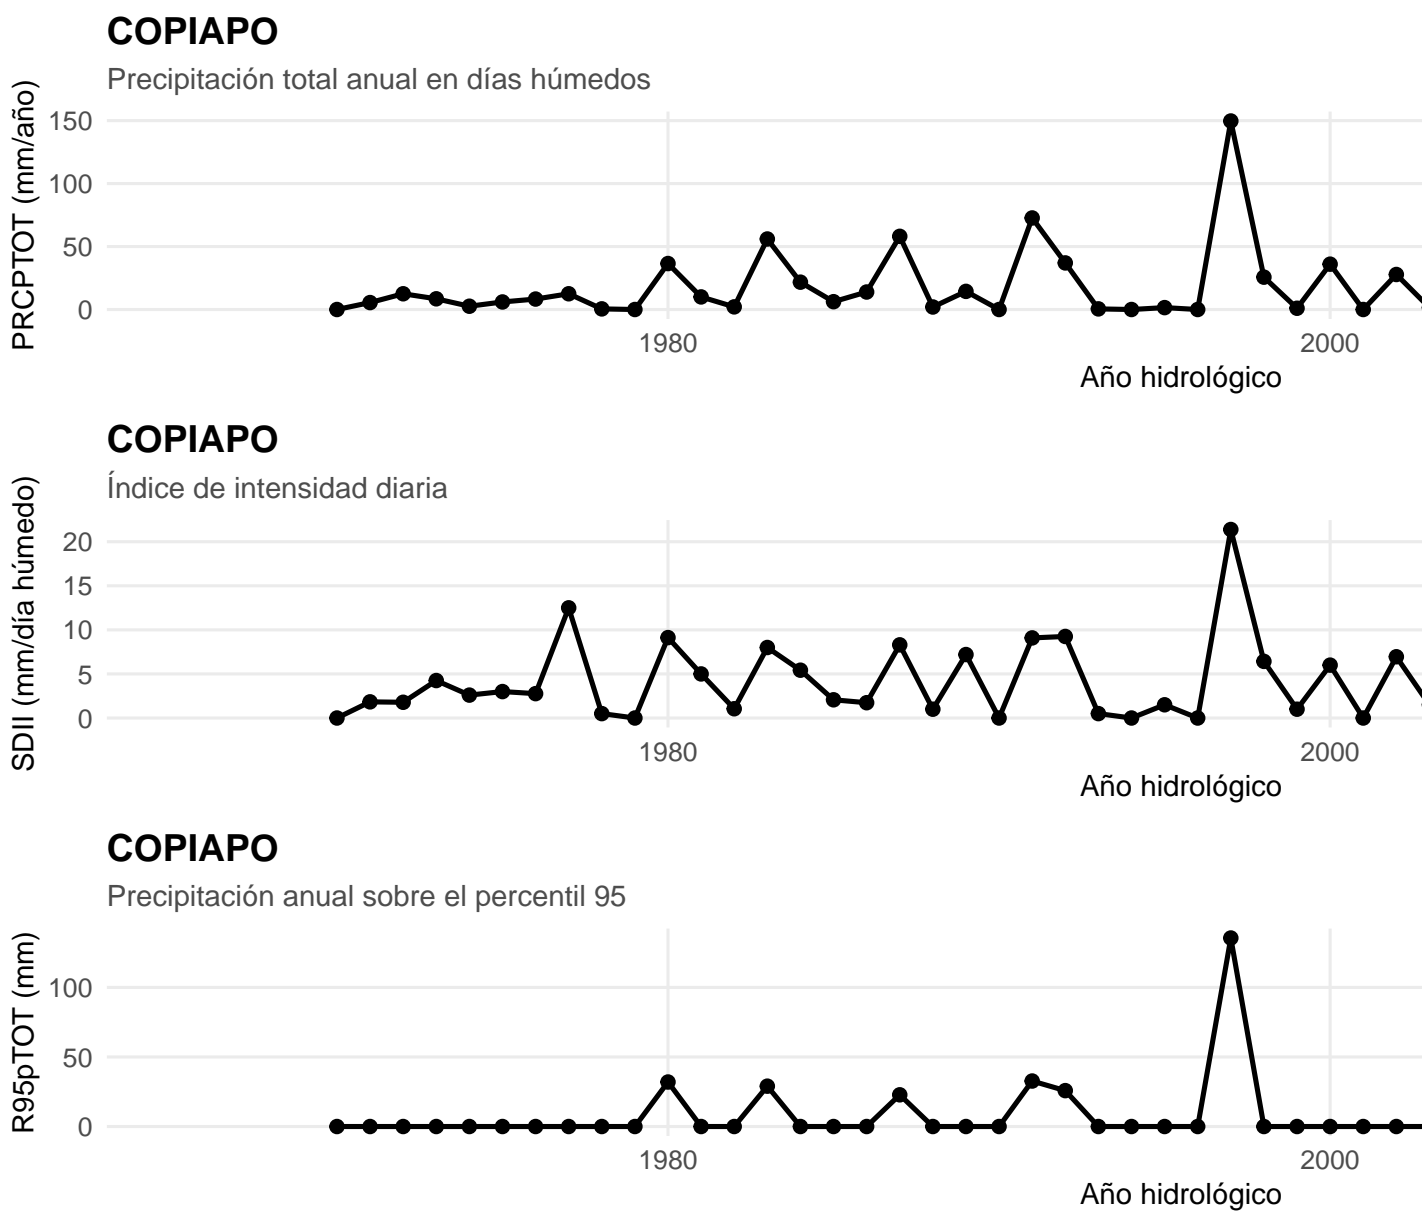 COPIAPO
Precipitación total anual en días húmedos
PRCPTOT (mm/año)
150
100
50
0
1980 2000
Año hidrológico
COPIAPO
Índice de intensidad diaria
SDII (mm/día húmedo)
20
15
10
5
0
1980 2000
Año hidrológico
COPIAPO
Precipitación anual sobre el percentil 95
R95pTOT (mm)
100
50
0
1980 2000
Año hidrológico